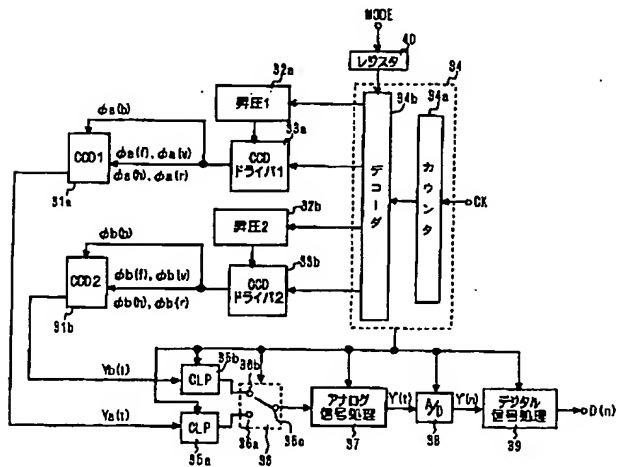 MODE
40
レジスタ
34
32a
34b
34a
昇圧1
33a
φa(b)
CCD1
φa(f), φa(v)
φa(h), φa(r)
CCD
ドライバ1
31a
デコーダ
カウンタ
CK
32b
昇圧2
φb(b)
33b
CCD2
φb(f), φb(v)
φb(h), φb(r)
CCD
ドライバ2
31b
35b
36b
Yb(t)
CLP
アナログ
信号処理
Y'(t)
A/D
Y'(n)
デジタル
信号処理
D(n)
36c
Ya(t)
CLP
36a
36
37
38
39
35a